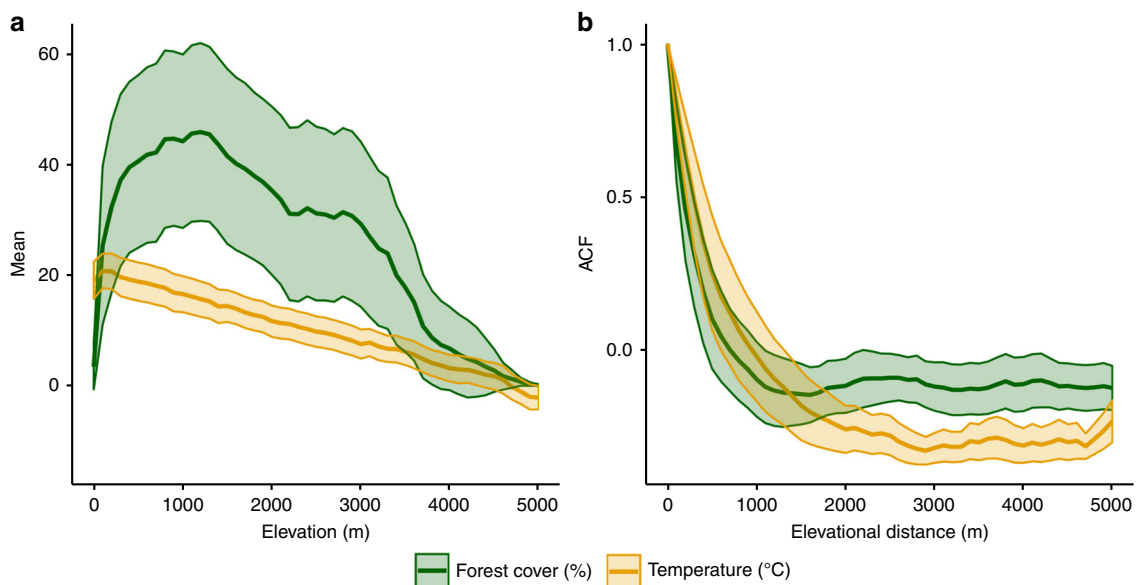 a
60
40
20
0
Mean
0 1000 2000 3000 4000 5000
Elevation (m)
b
1.0
0.5
0.0
ACF
0 1000 2000 3000 4000 5000
Elevational distance (m)
Forest cover (%) Temperature (°C)